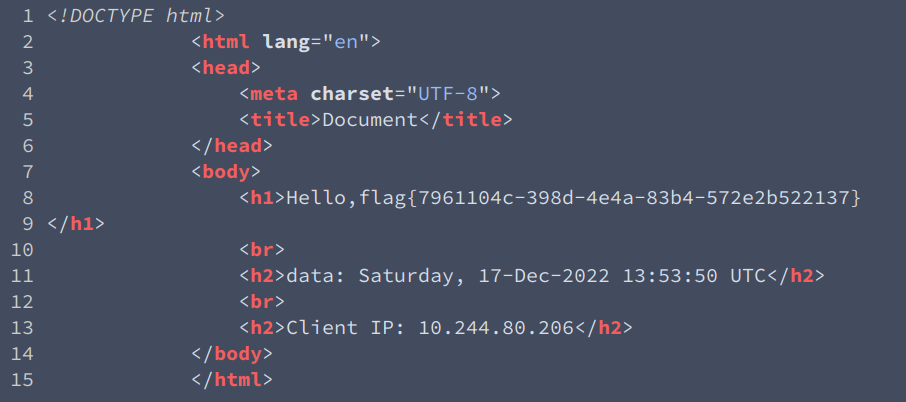 1 <!DOCTYPE html>
2             <html lang="en">
3             <head>
4                 <meta charset="UTF-8">
5                 <title>Document</title>
6             </head>
7             <body>
8                 <h1>Hello,flag{7961104c-398d-4e4a-83b4-572e2b522137}
9 </h1>
10                 <br>
11                 <h2>data: Saturday, 17-Dec-2022 13:53:50 UTC</h2>
12                 <br>
13                 <h2>Client IP: 10.244.80.206</h2>
14             </body>
15             </html>